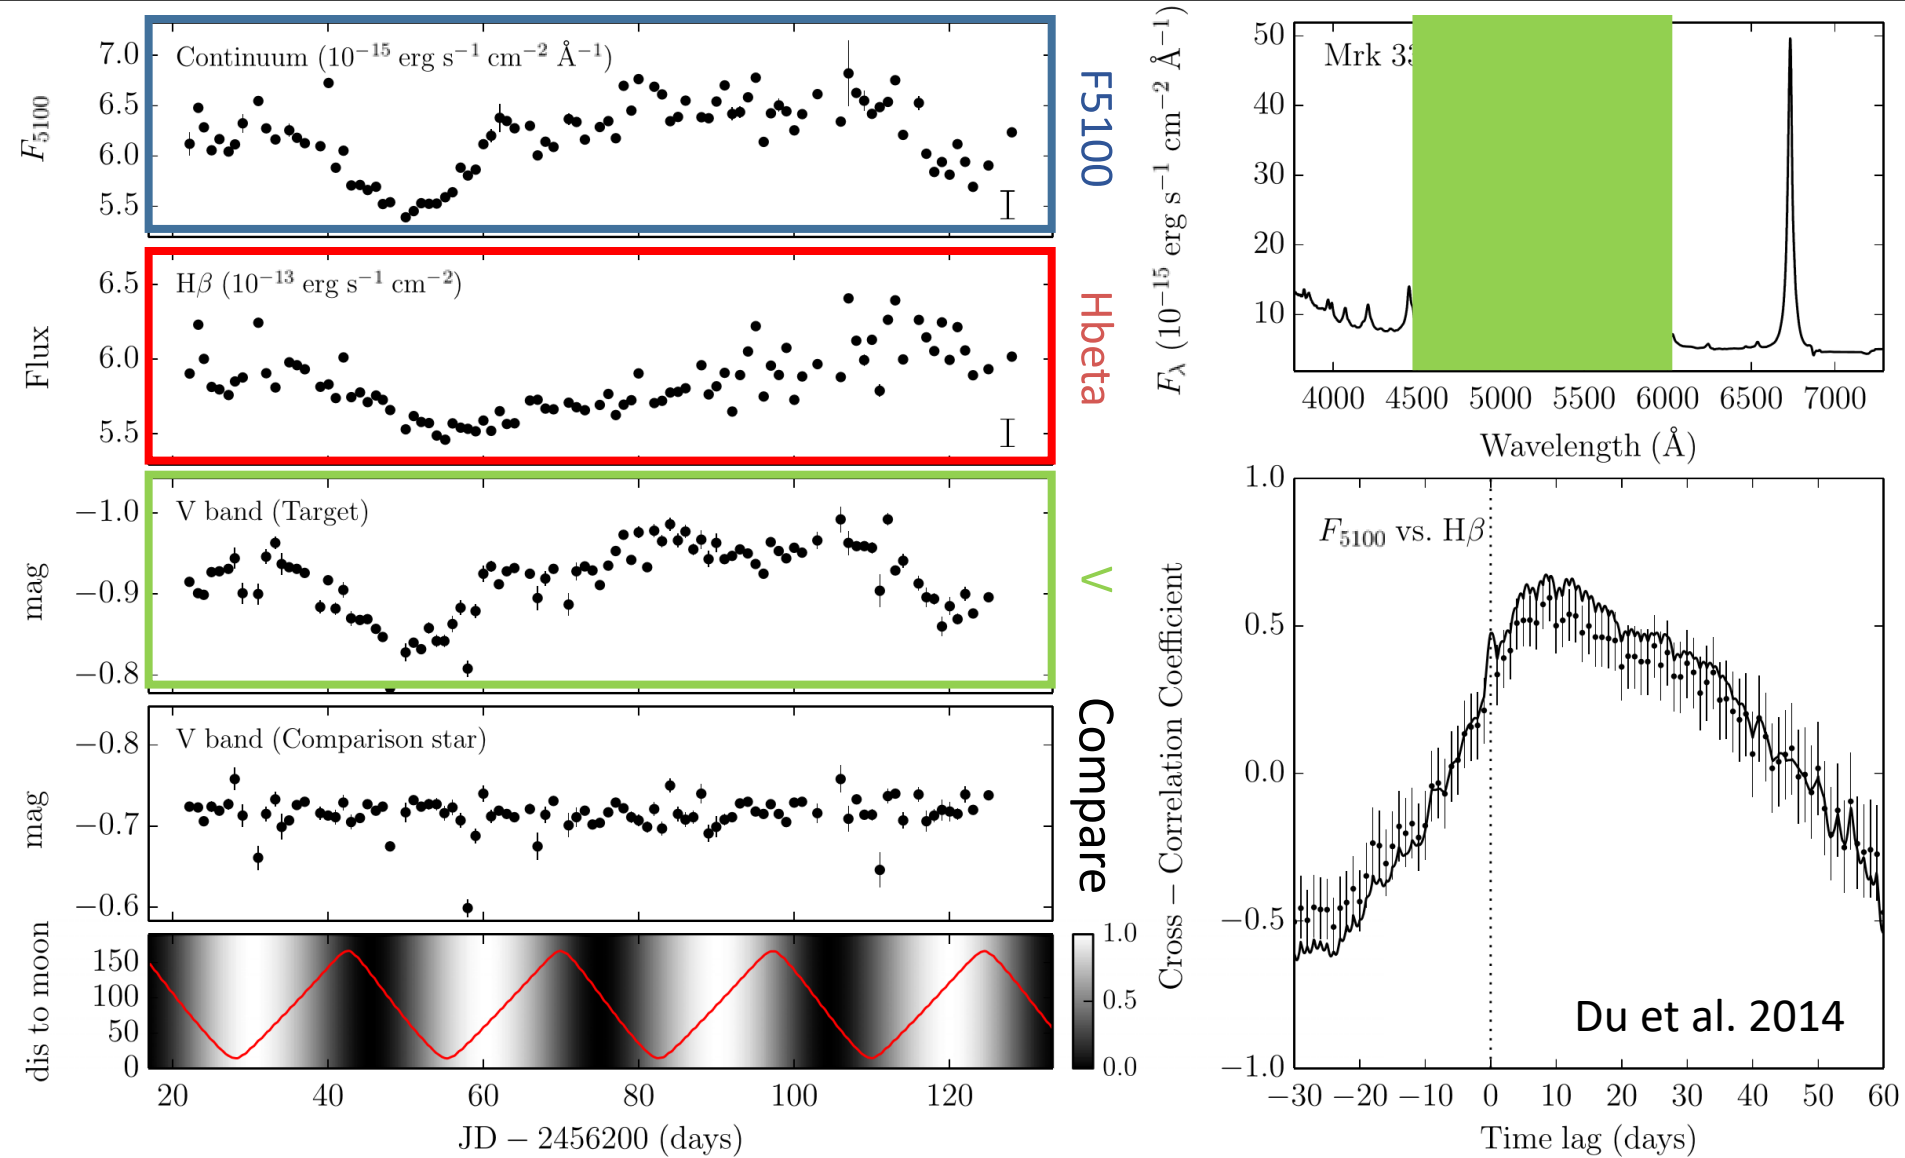 Continuum (10⁻¹⁵ erg s⁻¹ cm⁻² Å⁻¹)
F₅₁₀₀
7.0
6.5
6.0
5.5
F5100
Hβ (10⁻¹³ erg s⁻¹ cm⁻²)
Flux
6.5
6.0
5.5
Hbeta
V band (Target)
mag
−1.0
−0.9
−0.8
V
V band (Comparison star)
mag
−0.8
−0.7
−0.6
Compare
dis to moon
150
100
50
0
1.0
0.5
0.0
20 40 60 80 100 120
JD − 2456200 (days)
Mrk
F_λ (10⁻¹⁵ erg s⁻¹ cm⁻² Å⁻¹)
50
40
30
20
10
4000 4500 5000 5500 6000 6500 7000
Wavelength (Å)
F₅₁₀₀ vs. Hβ
Cross − Correlation Coefficient
1.0
0.5
0.0
−0.5
−1.0
Du et al. 2014
−30 −20 −10 0 10 20 30 40 50 60
Time lag (days)